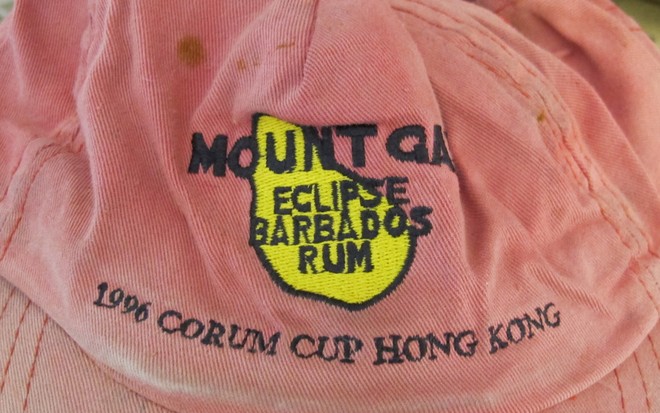 MOUNT GA
ECLIPSE
BARBADOS
RUM
1996 CORUM CUP HONG KONG